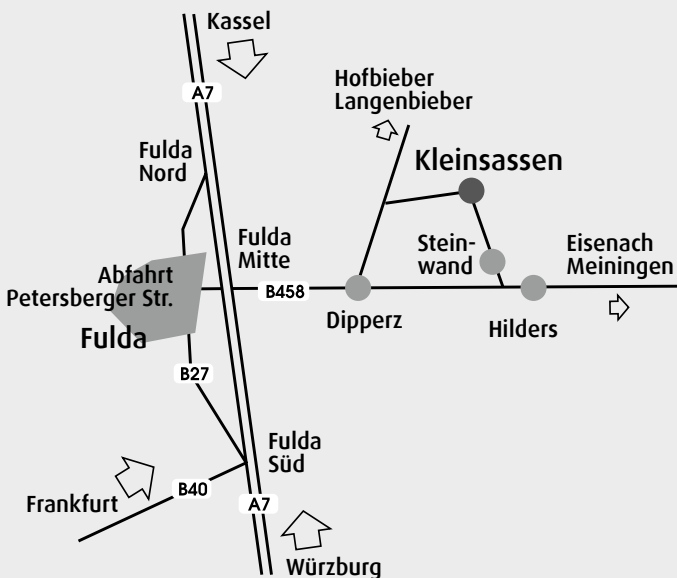 Kassel
A7
Hofbieber
Langenbieber
Fulda
Nord
Kleinsassen
Fulda
Mitte
Stein-
wand
Eisenach
Meiningen
Abfahrt
Petersberger Str.
B458
Dipperz
Hilders
Fulda
B27
Fulda
Süd
Frankfurt
B40
A7
Würzburg